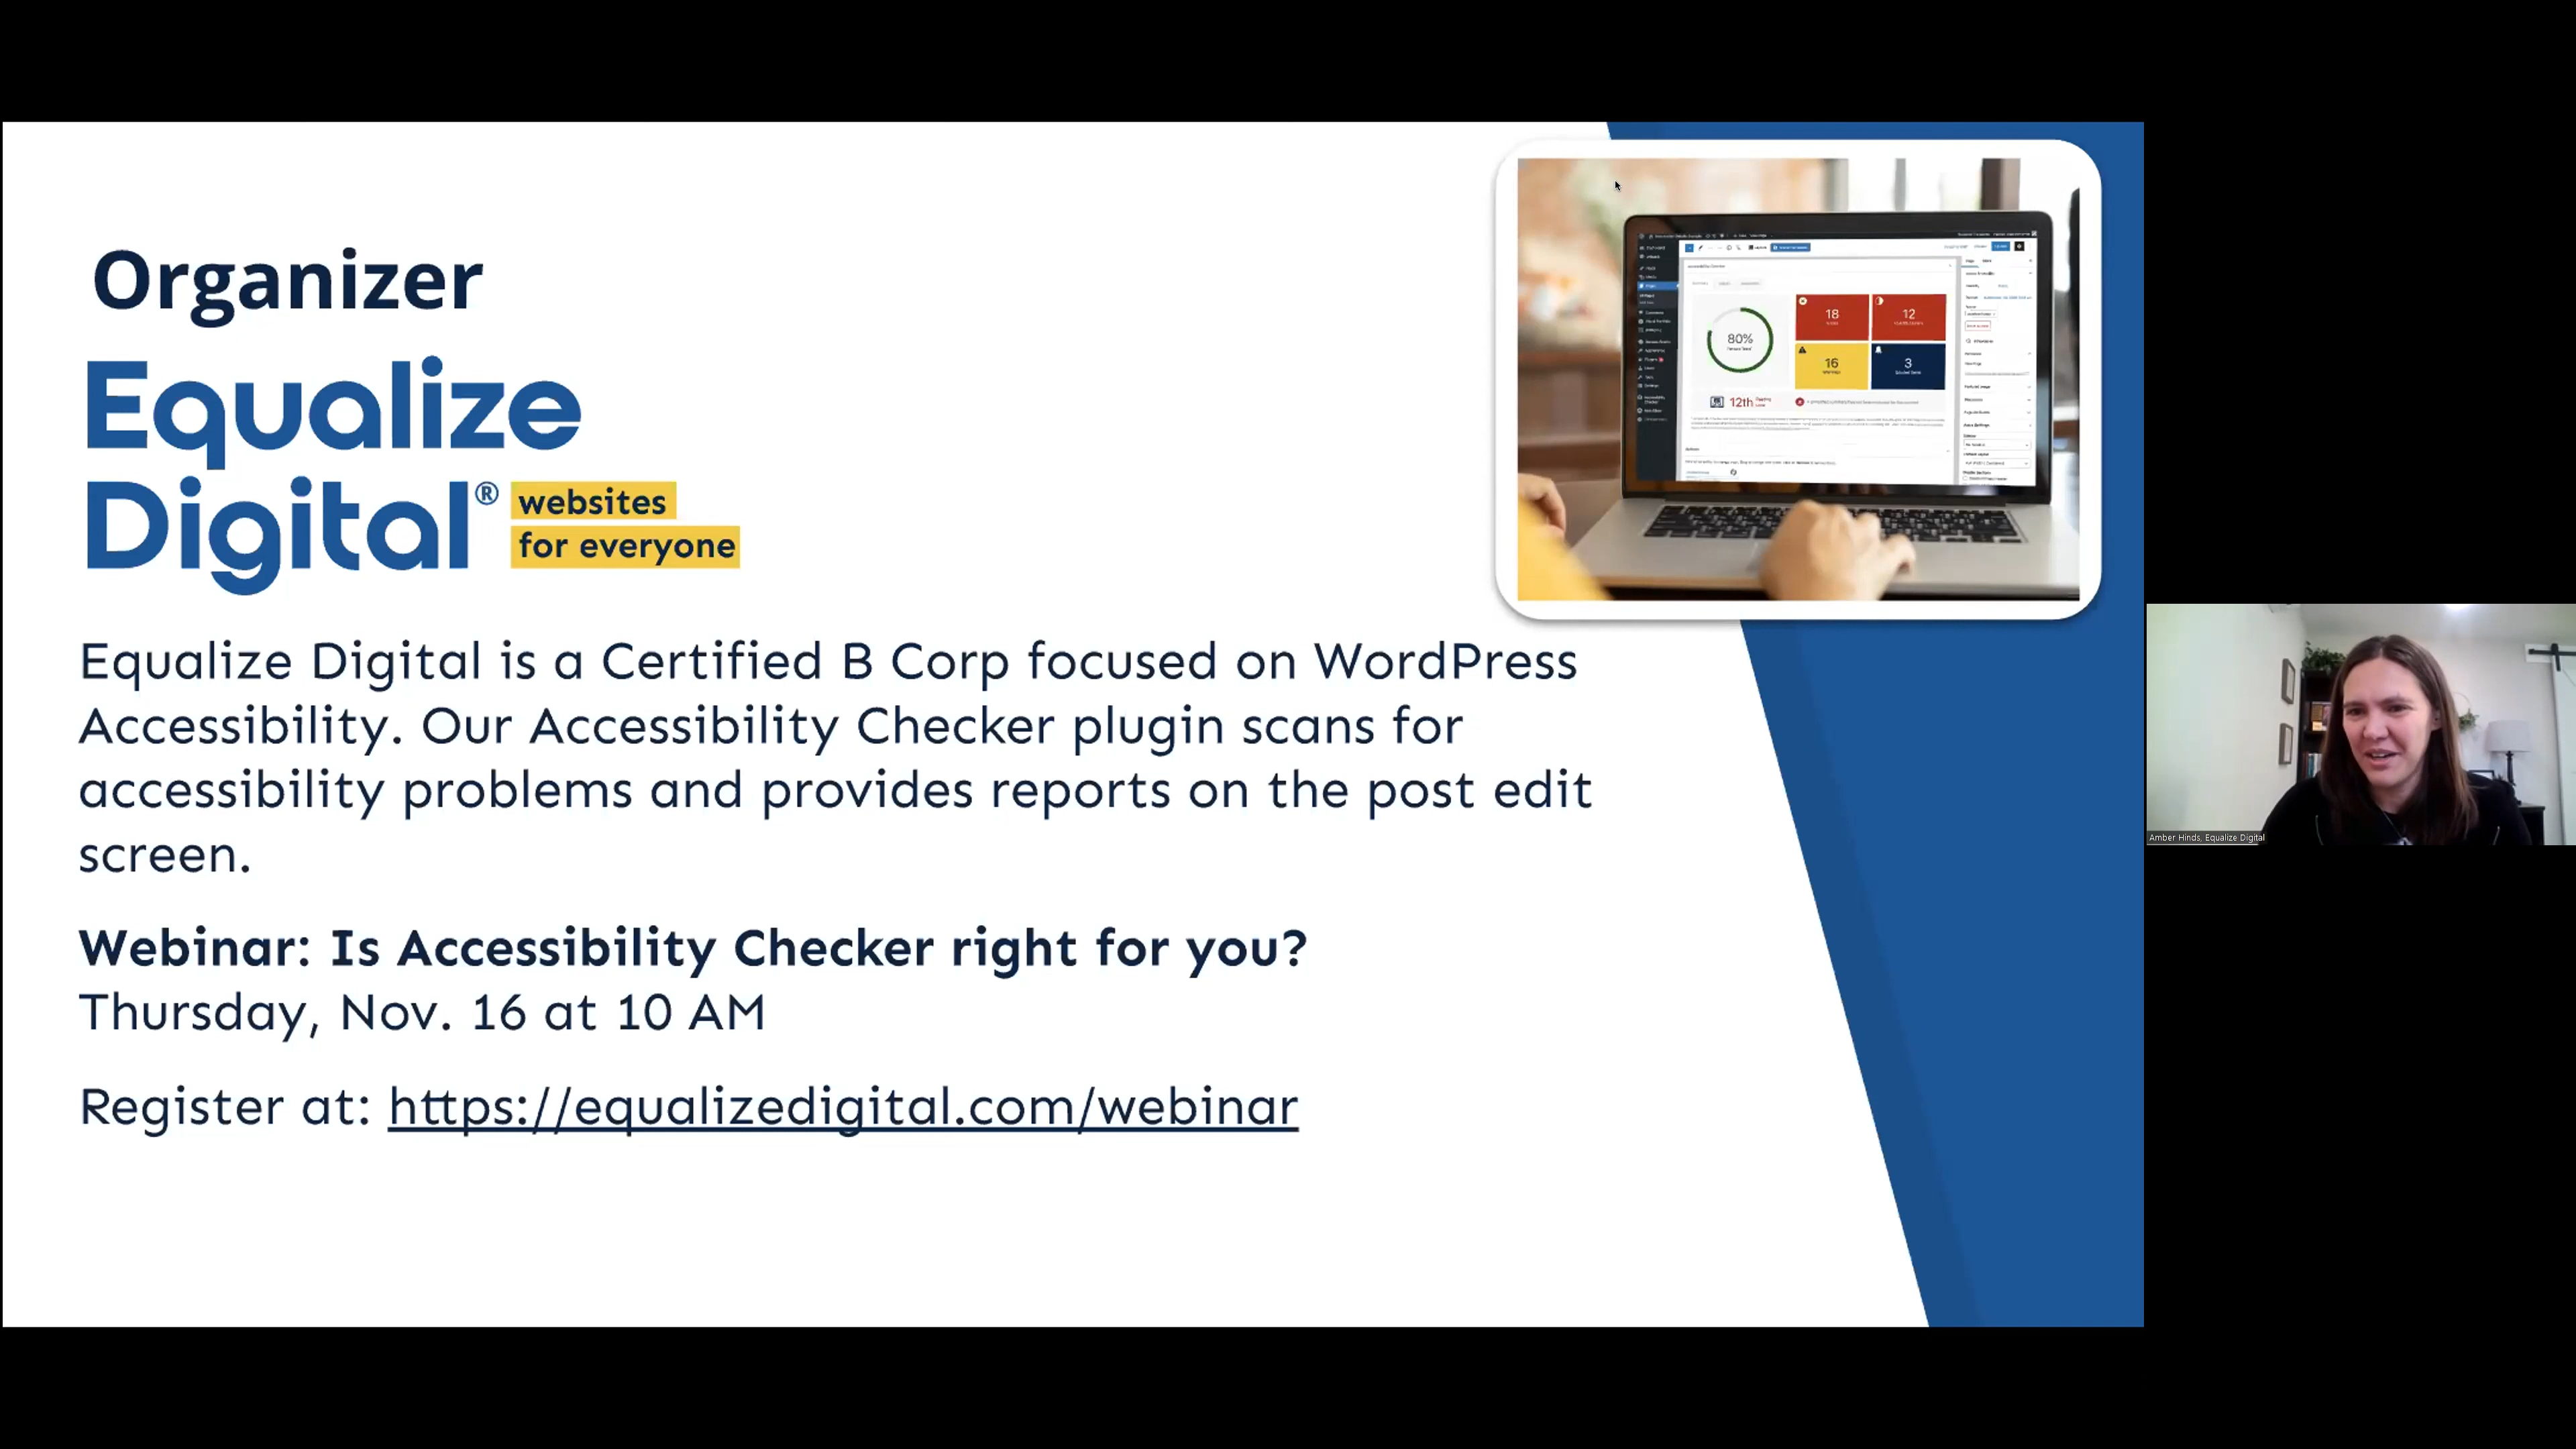 Organizer
Equalize
Digital®
websites
for everyone
Equalize Digital is a Certified B Corp focused on WordPress
Accessibility. Our Accessibility Checker plugin scans for
accessibility problems and provides reports on the post edit
screen.
Webinar: Is Accessibility Checker right for you?
Thursday, Nov. 16 at 10 AM
Register at: https://equalizedigital.com/webinar
80%
18
12
16
3
12th
Amber Hinds, Equalize Digital